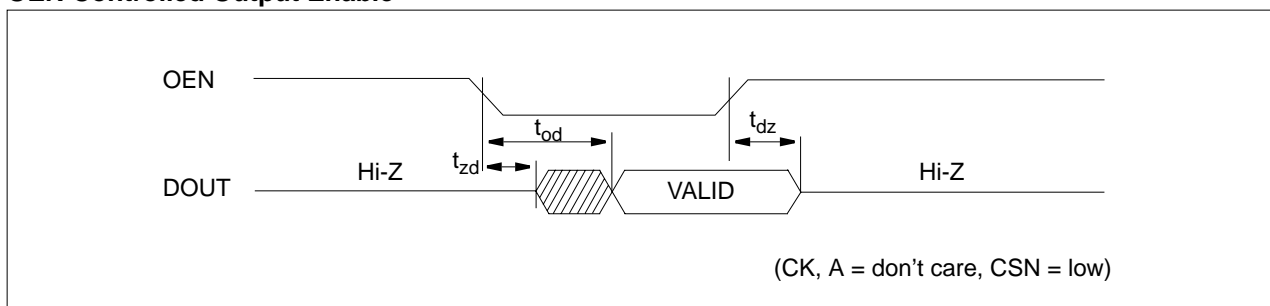 OEN Controlled Output Enable
OEN
t_od
t_dz
t_zd
Hi-Z
Hi-Z
DOUT
VALID
(CK, A = don't care, CSN = low)